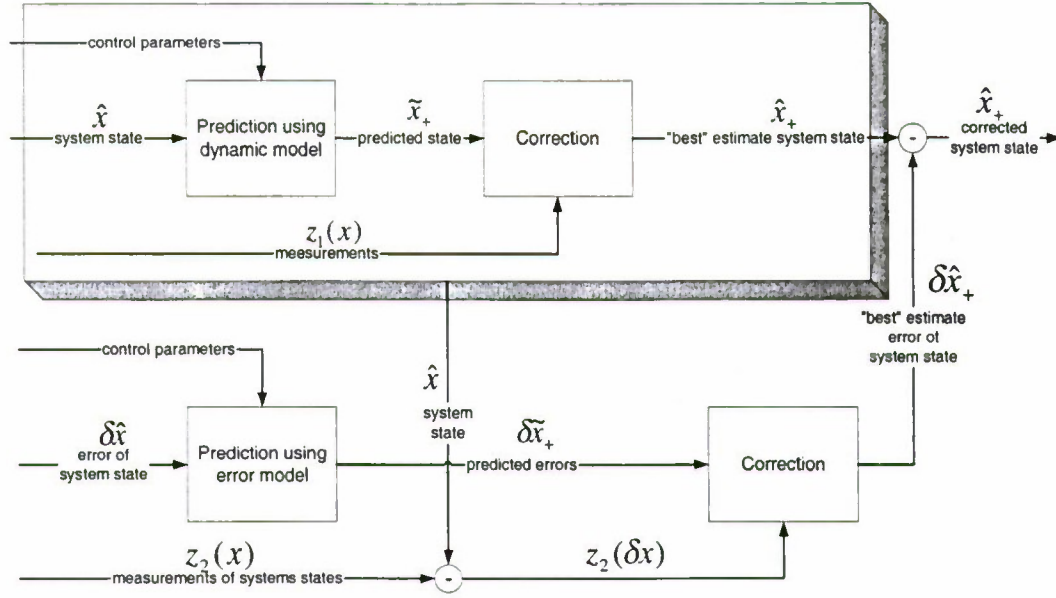 control parameters
x̂
system state
Prediction using
dynamic model
x̃₊
predicted state
Correction
x̂₊
"best" estimate system state
-
x̂₊
corrected
system state
z₁(x)
meesurements
δx̂₊
"best" estimate
error of
system state
control parameters
x̂
system
state
δx̂
error of
system state
Prediction using
error model
δx̃₊
predicted errors
Correction
z₂(x)
measurements of systems states
-
z₂(δx)